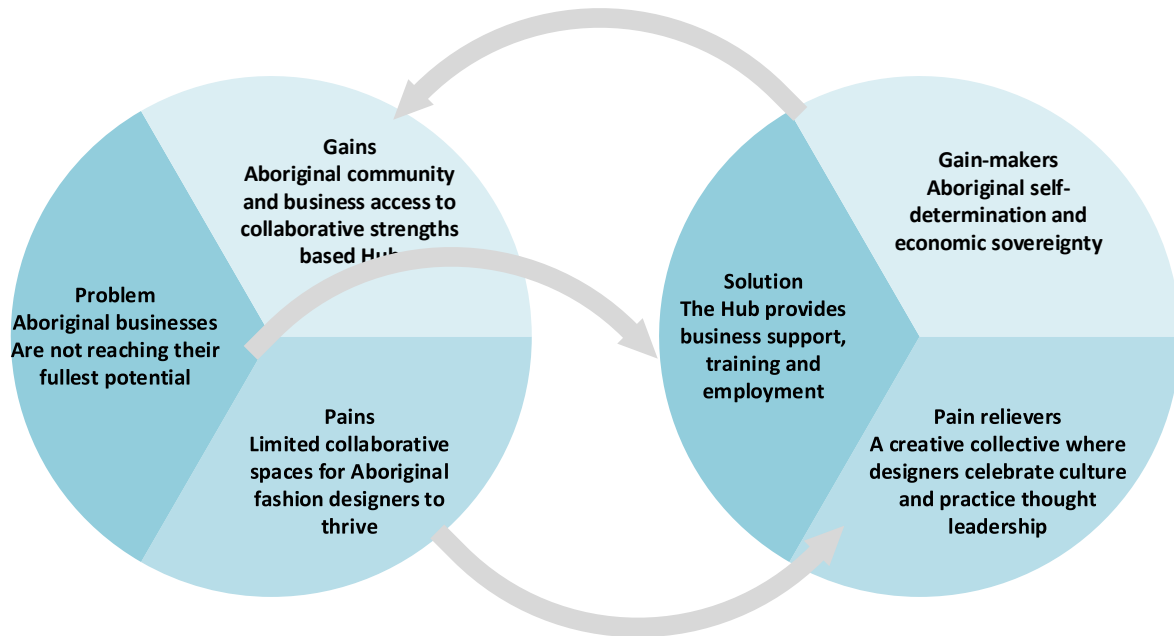 Gains
Aboriginal community
and business access to
collaborative strengths
based Hub
Problem
Aboriginal businesses
Are not reaching their
fullest potential
Pains
Limited collaborative
spaces for Aboriginal
fashion designers to
thrive
Gain-makers
Aboriginal self-
determination and
economic sovereignty
Solution
The Hub provides
business support,
training and
employment
Pain relievers
A creative collective where
designers celebrate culture
and practice thought
leadership